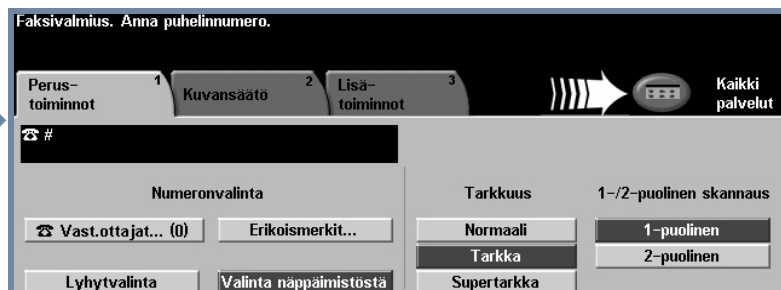 Faksivalmius. Anna puhelinnumero.
Perus-
toiminnot
1
Kuvansäätö
2
Lisä-
toiminnot
3
Kaikki
palvelut
☎ #
Numeronvalinta
Tarkkuus
1-/2-puolinen skannaus
☎ Vast.ottajat... (0)
Erikoismerkit...
Normaali
1-puolinen
Tarkka
2-puolinen
Lyhytvalinta
Valinta näppäimistöstä
Supertarkka